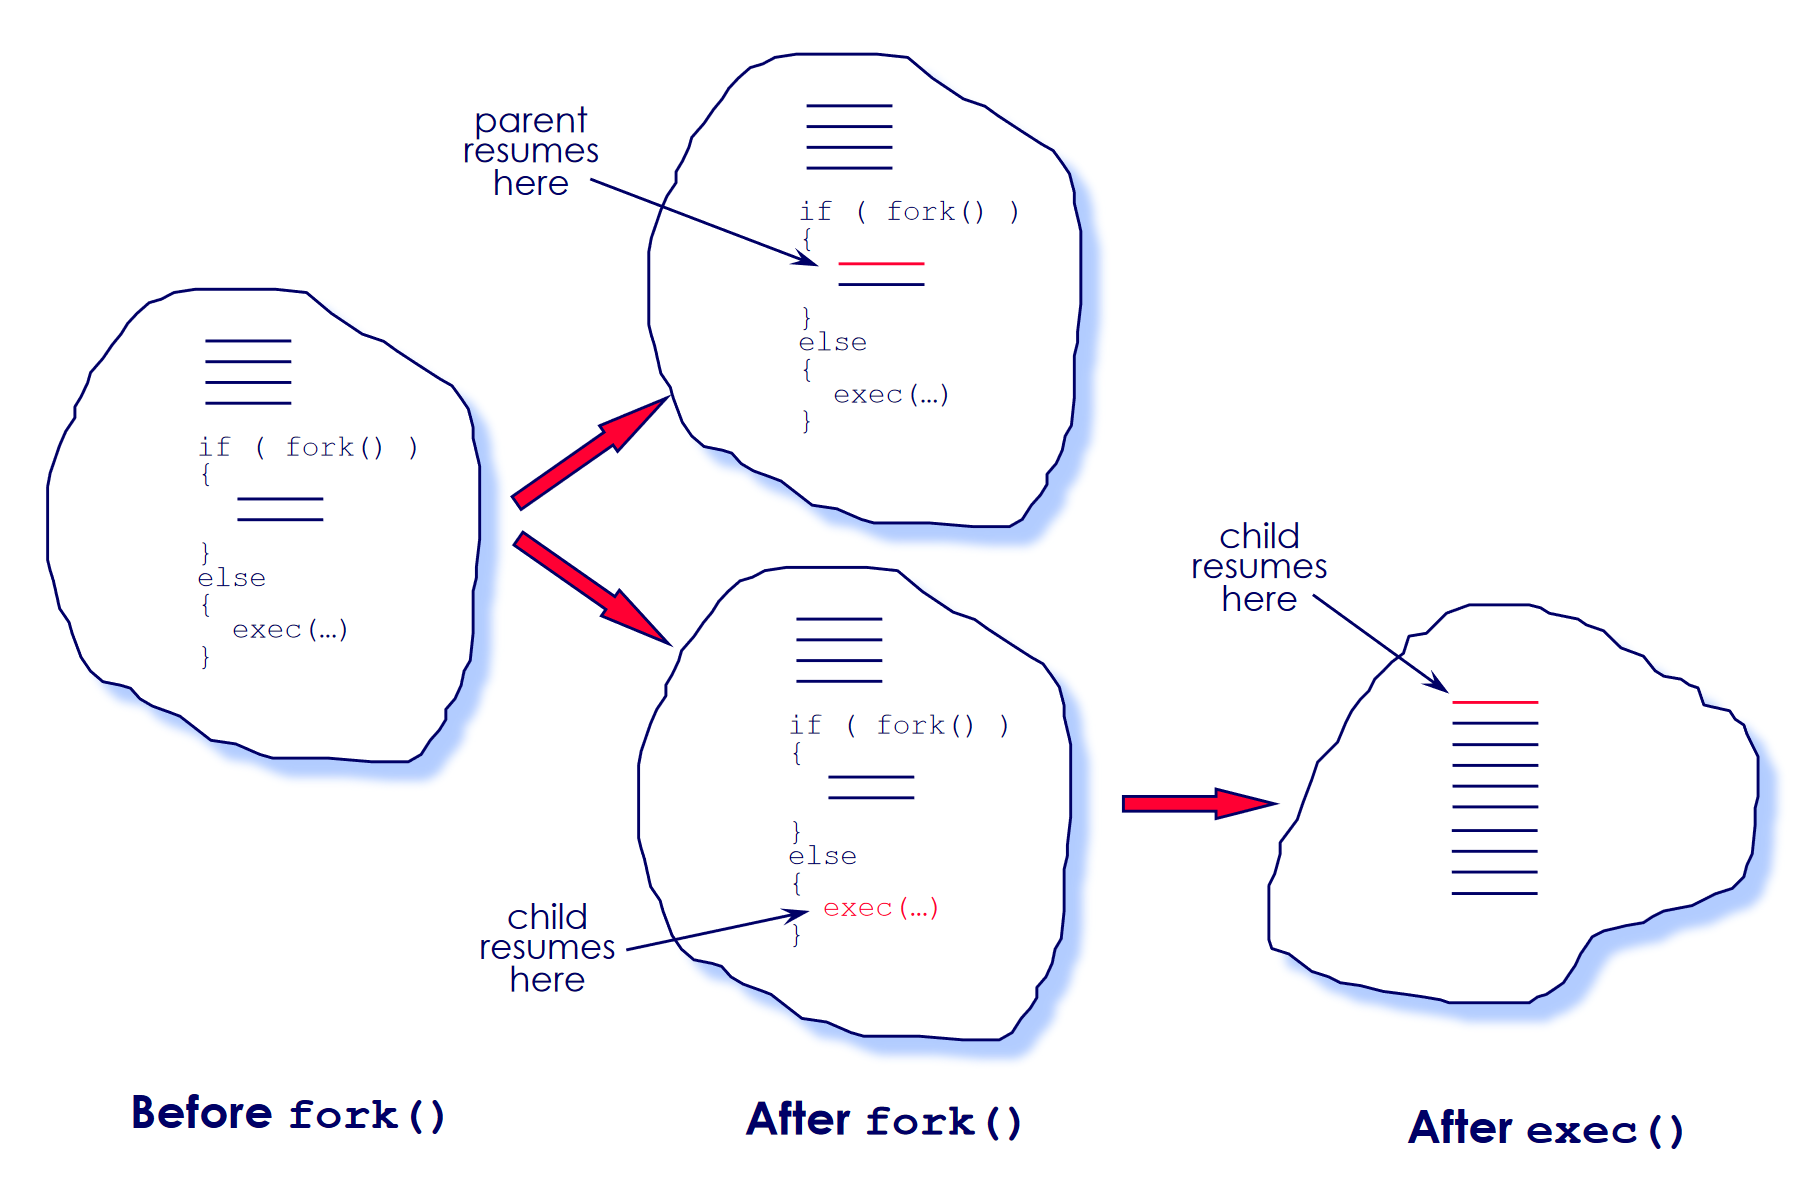 parent
resumes
here
if ( fork() )
{
}
else
{
exec(…)
}
if ( fork() )
{
}
else
{
exec(…)
}
if ( fork() )
{
}
else
{
exec(…)
}
child
resumes
here
child
resumes
here
Before fork()
After fork()
After exec()